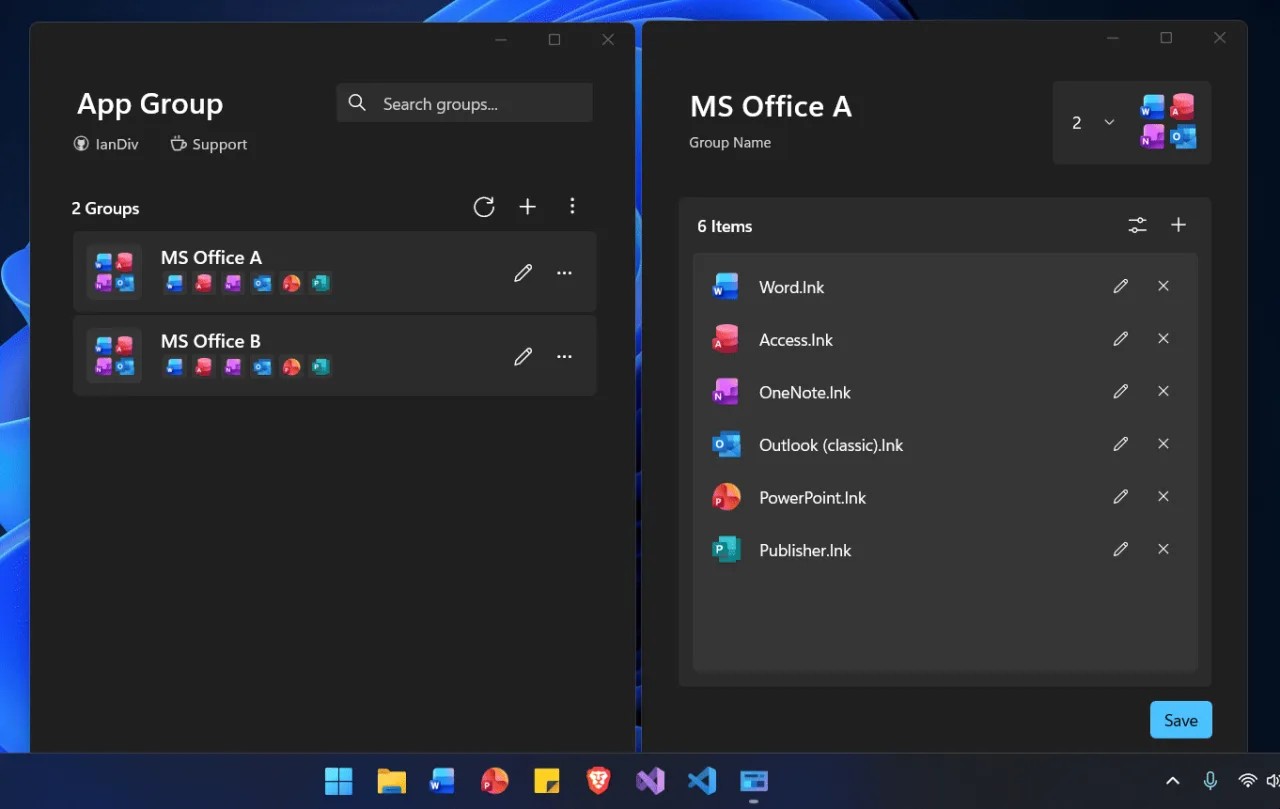 App Group
Search groups...
IanDiv
Support
2 Groups
MS Office A
MS Office B
MS Office A
Group Name
2
6 Items
Word.lnk
Access.lnk
OneNote.lnk
Outlook (classic).lnk
PowerPoint.lnk
Publisher.lnk
Save